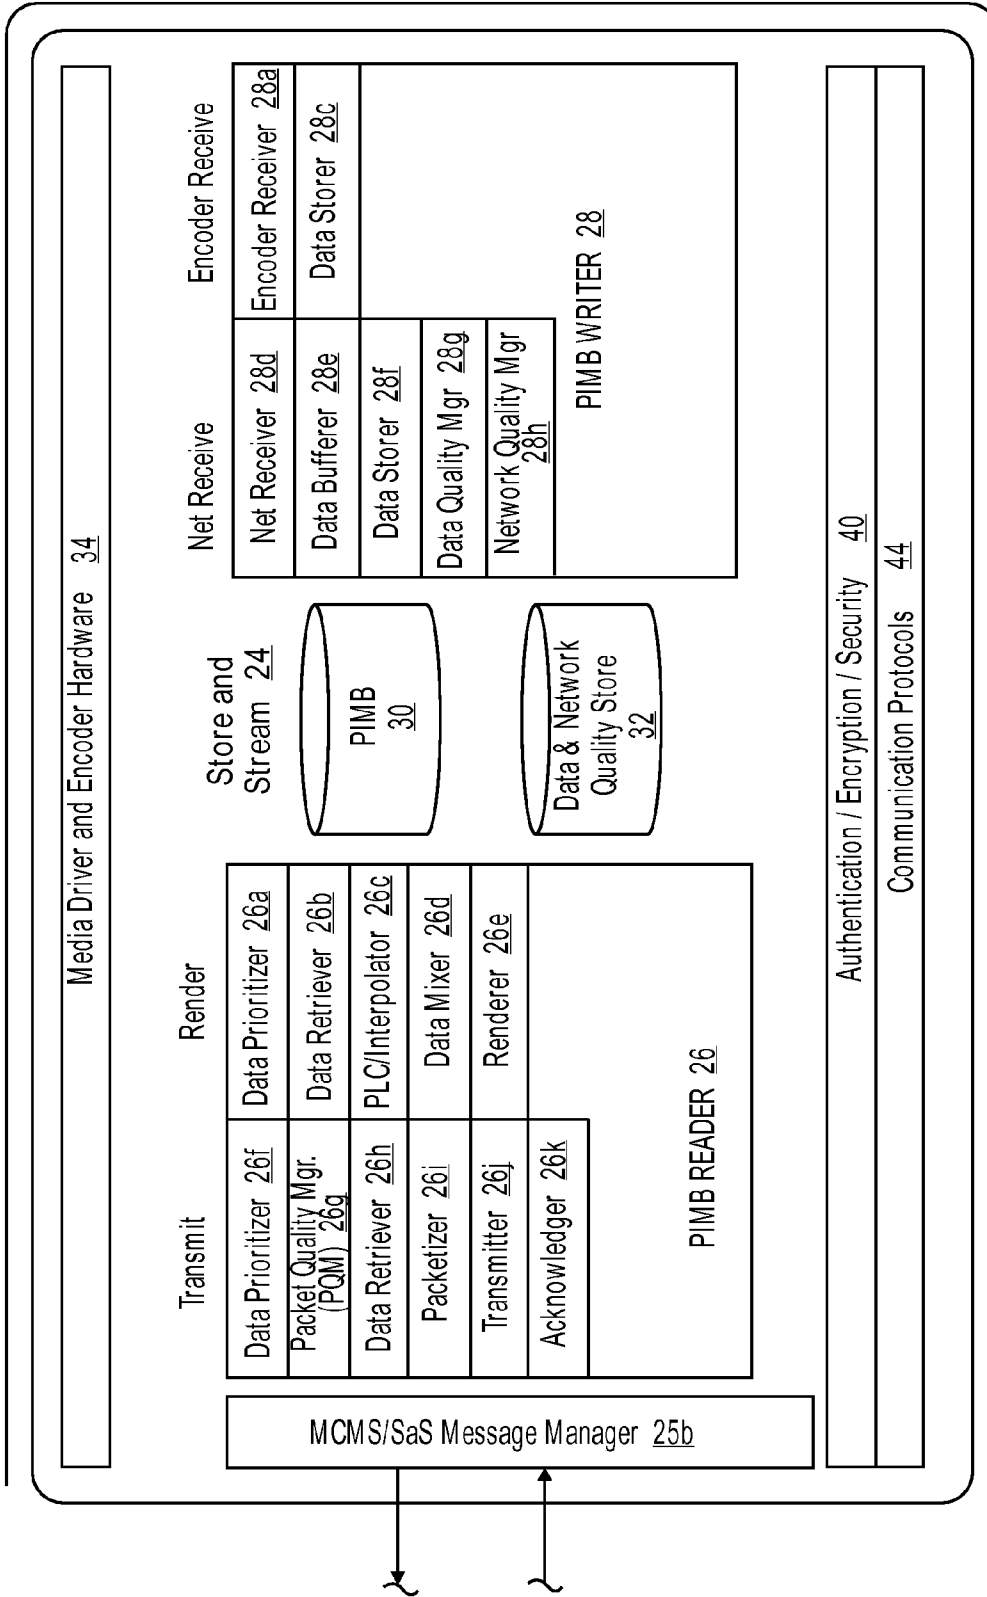 Media Driver and Encoder Hardware 34
Transmit
Render
Store and
Stream 24
Net Receive
Encoder Receive
MCMS/SaS Message Manager 25b
Data Prioritizer 26f
Packet Quality Mgr.
(PQM) 26g
Data Retriever 26h
Packetizer 26i
Transmitter 26j
Acknowledger 26k
Data Prioritizer 26a
Data Retriever 26b
PLC/Interpolator 26c
Data Mixer 26d
Renderer 26e
PIMB READER 26
PIMB
30
Data & Network
Quality Store
32
Net Receiver 28d
Data Bufferer 28e
Data Storer 28f
Data Quality Mgr 28g
Network Quality Mgr
28h
Encoder Receiver 28a
Data Storer 28c
PIMB WRITER 28
Authentication / Encryption / Security 40
Communication Protocols 44